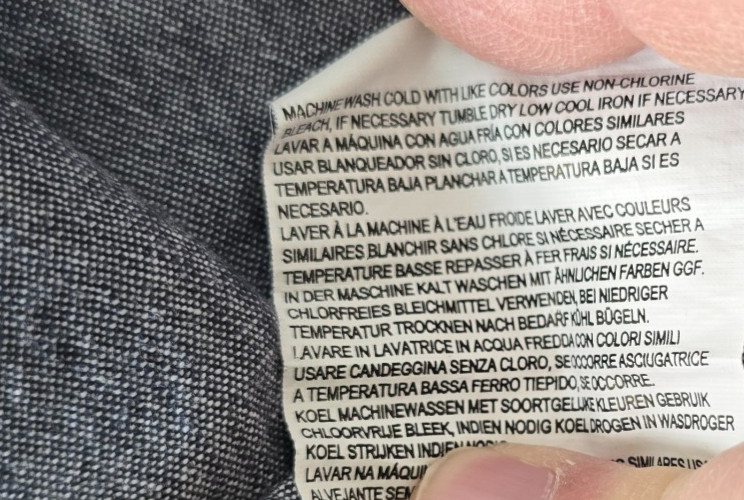 MACHINE WASH COLD WITH LIKE COLORS USE NON-CHLORINE
BLEACH, IF NECESSARY TUMBLE DRY LOW COOL IRON IF NECESSARY
LAVAR A MÁQUINA CON AGUA FRÍA CON COLORES SIMILARES
USAR BLANQUEADOR SIN CLORO, SI ES NECESARIO SECAR A
TEMPERATURA BAJA PLANCHAR A TEMPERATURA BAJA SI ES
NECESARIO.
LAVER À LA MACHINE À L'EAU FROIDE LAVER AVEC COULEURS
SIMILAIRES BLANCHIR SANS CHLORE SI NÉCESSAIRE SECHER A
TEMPERATURE BASSE REPASSER À FER FRAIS SI NÉCESSAIRE.
IN DER MASCHINE KALT WASCHEN MIT ÄHNLICHEN FARBEN GGF.
CHLORFREIES BLEICHMITTEL VERWENDEN, BEI NIEDRIGER
TEMPERATUR TROCKNEN NACH BEDARF KÜHL BÜGELN.
LAVARE IN LAVATRICE IN ACQUA FREDDA CON COLORI SIMILI
USARE CANDEGGINA SENZA CLORO, SE OCCORRE ASCIUGATRICE
A TEMPERATURA BASSA FERRO TIEPIDO, SE OCCORRE.
KOEL MACHINEWASSEN MET SOORTGELIJKE KLEUREN GEBRUIK
CHLOORVRIJE BLEEK, INDIEN NODIG KOEL DROGEN IN WASDROGER
KOEL STRIJKEN INDIEN
LAVAR NA SIMILARES
ALVEJANTE